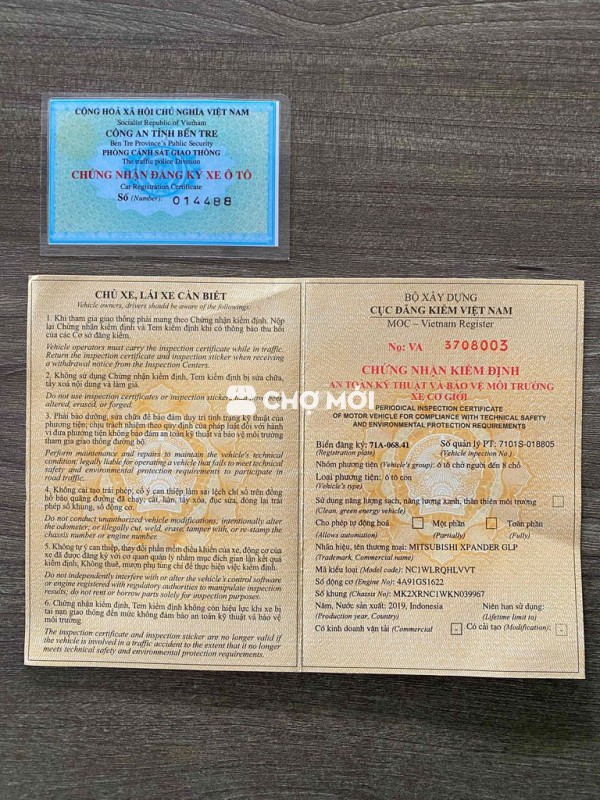 CỘNG HOÀ XÃ HỘI CHỦ NGHĨA VIỆT NAM
Socialist Republic of Vietnam
CÔNG AN TỈNH BẾN TRE
Ben Tre Province's Public Security
PHÒNG CẢNH SÁT GIAO THÔNG
The traffic police Division
CHỨNG NHẬN ĐĂNG KÝ XE Ô TÔ
Car Registration Certificate
Số (Number): 014488
CHỦ XE, LÁI XE CẦN BIẾT
Vehicle owners, drivers should be aware of the followings:
1. Khi tham gia giao thông phải mang theo Chứng nhận kiểm định. Nộp
lại Chứng nhận kiểm định và Tem kiểm định khi có thông báo thu hồi
của các Cơ sở đăng kiểm.
Vehicle operators must carry the inspection certificate while in traffic.
Return the inspection certificate and inspection sticker when receiving
a withdrawal notice from the Inspection Centers.
2. Không sử dụng Chứng nhận kiểm định, Tem kiểm định bị sửa chữa,
tẩy xoá nội dung và làm giả.
Do not use inspection certificates or inspection stickers
altered, erased, or forged.
3. Phải bảo dưỡng, sửa chữa để bảo đảm duy trì tình trạng kỹ thuật của
phương tiện; chịu trách nhiệm theo quy định của pháp luật đối với hành
vi đưa phương tiện không bảo đảm an toàn kỹ thuật và bảo vệ môi trường
tham gia giao thông đường bộ.
Perform maintenance and repairs to maintain the vehicle's technical
condition; legally liable for operating a vehicle that fails to meet technical
safety and environmental protection requirements to participate in
road traffic.
4. Không cải tạo trái phép, cố ý can thiệp làm sai lệch chỉ số trên đồng
hồ báo quãng đường đã chạy; cắt, hàn, tẩy xóa, đục sửa, đóng lại trái
phép số khung, số động cơ.
Do not conduct unauthorized vehicle modifications, intentionally alter the
odometer; or illegally cut, weld, erase, tamper with, or re-stamp the
chassis number or engine number.
5. Không tự ý can thiệp, thay đổi phần mềm điều khiển của xe, động cơ của
xe đã được đăng ký với cơ quan quản lý nhằm mục đích gian lận kết quả
kiểm định; Không thuê, mượn phụ tùng chỉ để thực hiện việc kiểm định.
Do not independently interfere with or alter the vehicle's control software
or engine registered with regulatory authorities to manipulate inspection
results; do not rent or borrow parts solely for inspection purposes.
6. Chứng nhận kiểm định, Tem kiểm định không còn hiệu lực khi xe bị
tai nạn giao thông đến mức không đảm bảo an toàn kỹ thuật và bảo vệ
môi trường.
The inspection certificate and inspection sticker are no longer valid if
the vehicle is involved in a traffic accident to the extent that it no longer
meets technical safety and environmental protection requirements.
BỘ XÂY DỰNG
CỤC ĐĂNG KIỂM VIỆT NAM
MOC – Vietnam Register
No: VA 3708003
CHỨNG NHẬN KIỂM ĐỊNH
AN TOÀN KỸ THUẬT VÀ BẢO VỆ MÔI TRƯỜNG
XE CƠ GIỚI
PERIODICAL INSPECTION CERTIFICATE
OF MOTOR VEHICLE FOR COMPLIANCE WITH TECHNICAL SAFETY
AND ENVIRONMENTAL PROTECTION REQUIREMENTS
Biển đăng ký: 71A-068.41 Số quản lý PT: 7101S-018805
(Registration plate) (Vehicle inspection No.)
Nhóm phương tiện (Vehicle's group): ô tô chở người đến 8 chỗ
Loại phương tiện: ô tô con
(Vehicle's type)
Sử dụng năng lượng sạch, năng lượng xanh, thân thiện môi trường
(Clean, green energy vehicle)
Cho phép tự động hoá Một phần Toàn phần
(Allows automation) (Partially) (Fully)
Nhãn hiệu, tên thương mại: MITSUBISHI XPANDER GLP
(Trademark, Commercial name)
Mã kiểu loại (Model code): NC1WLRQHLVVT
Số động cơ (Engine No): 4A91GS1622
Số khung (Chassis No): MK2XRNC1WKN039967
Năm, Nước sản xuất: 2019, Indonesia Niên hạn sử dụng:
(Production year, Country) (Lifetime limit to)
Có kinh doanh vận tải (Commercial Có cải tạo (Modification):
CHỢ MỚI